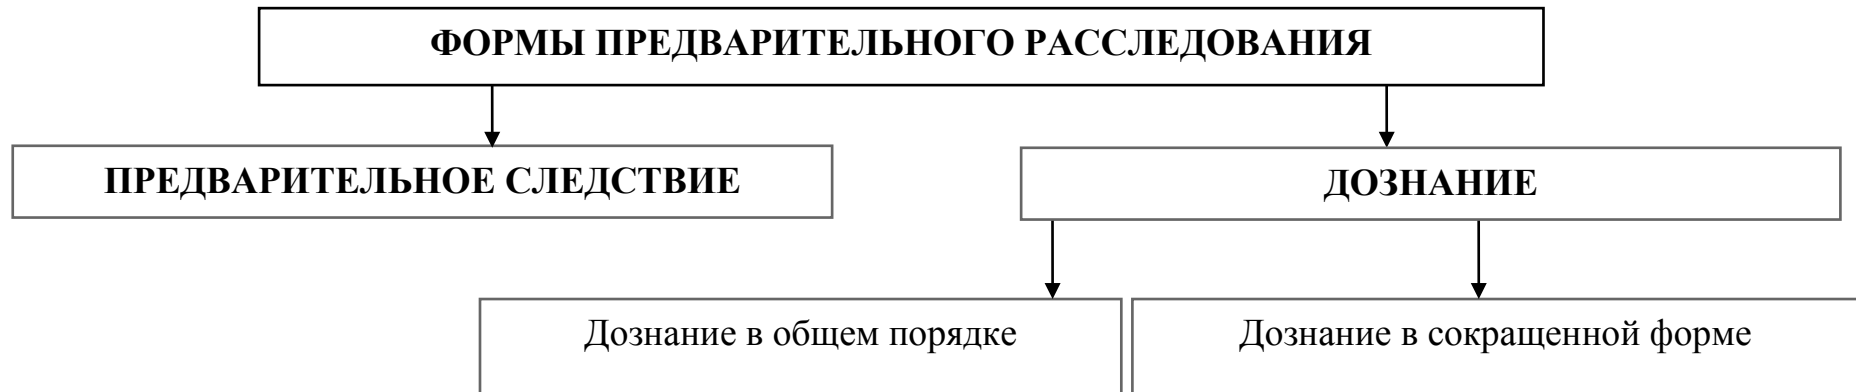 ФОРМЫ ПРЕДВАРИТЕЛЬНОГО РАССЛЕДОВАНИЯ
ПРЕДВАРИТЕЛЬНОЕ СЛЕДСТВИЕ
ДОЗНАНИЕ
Дознание в общем порядке
Дознание в сокращенной форме